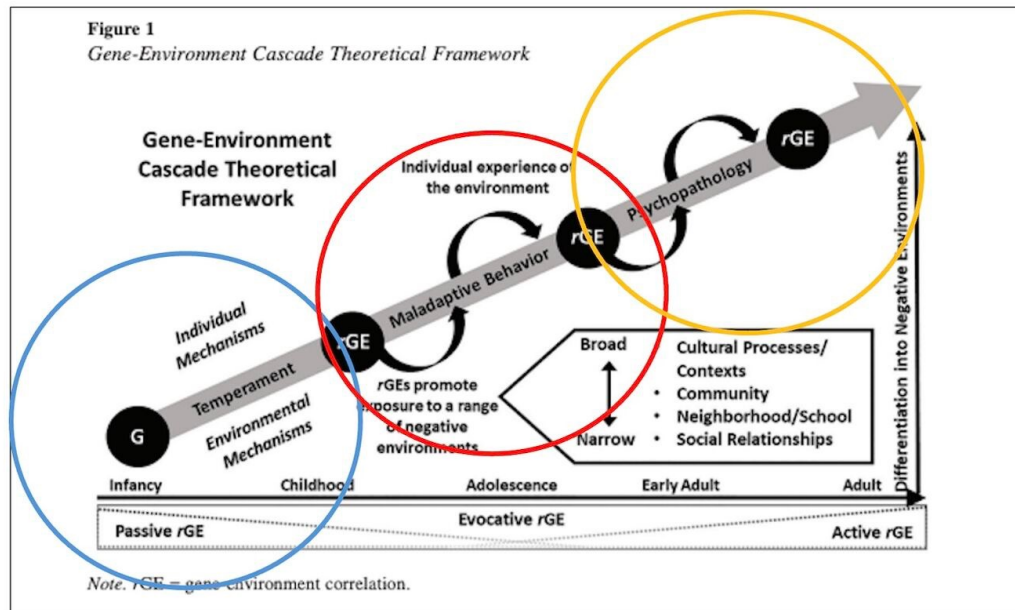 Figure 1
Gene-Environment Cascade Theoretical Framework
Gene-Environment
Cascade Theoretical
Framework
Individual experience of
the environment
rGE
Psychopathology
rGE
Maladaptive Behavior
rGE
Temperament
G
Individual
Mechanisms
Environmental
Mechanisms
rGEs promote
exposure to a range
of negative
environments
Broad
Narrow
Cultural Processes/
Contexts
• Community
• Neighborhood/School
• Social Relationships
Differentiation into Negative Environments
Infancy
Childhood
Adolescence
Early Adult
Adult
Passive rGE
Evocative rGE
Active rGE
Note. rGE = gene-environment correlation.